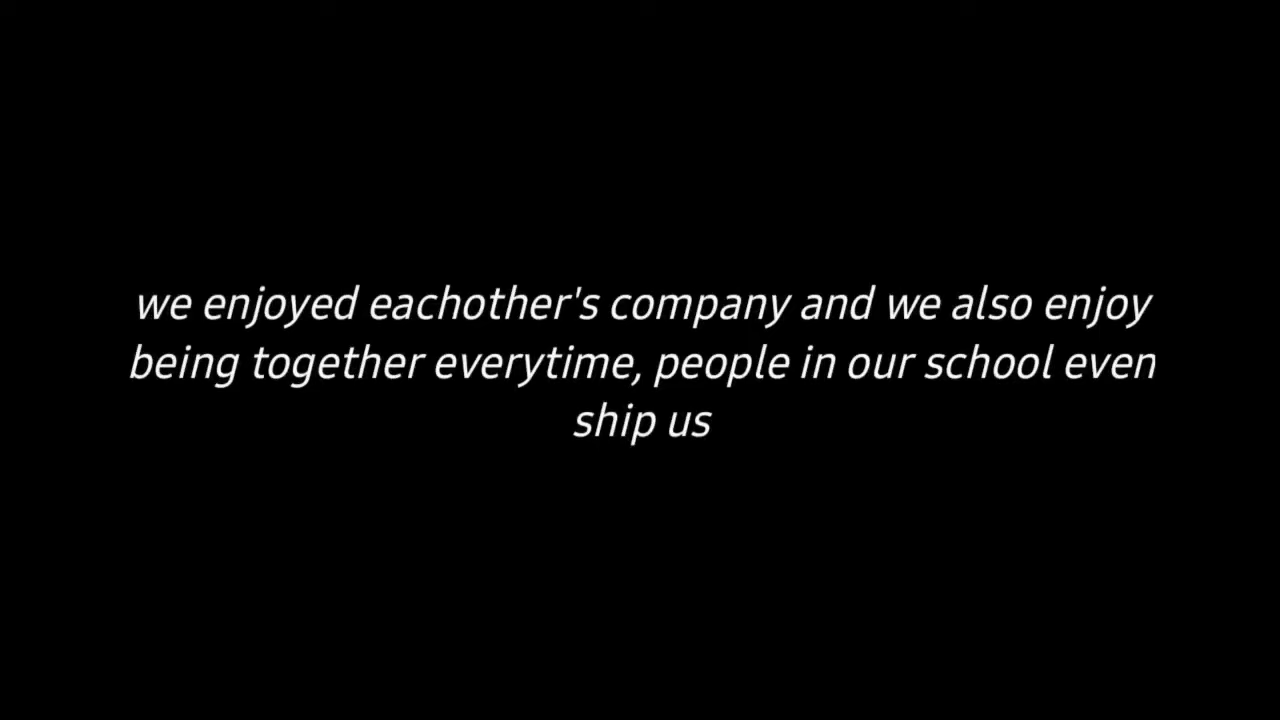 we enjoyed eachother's company and we also enjoy
being together everytime, people in our school even
ship us